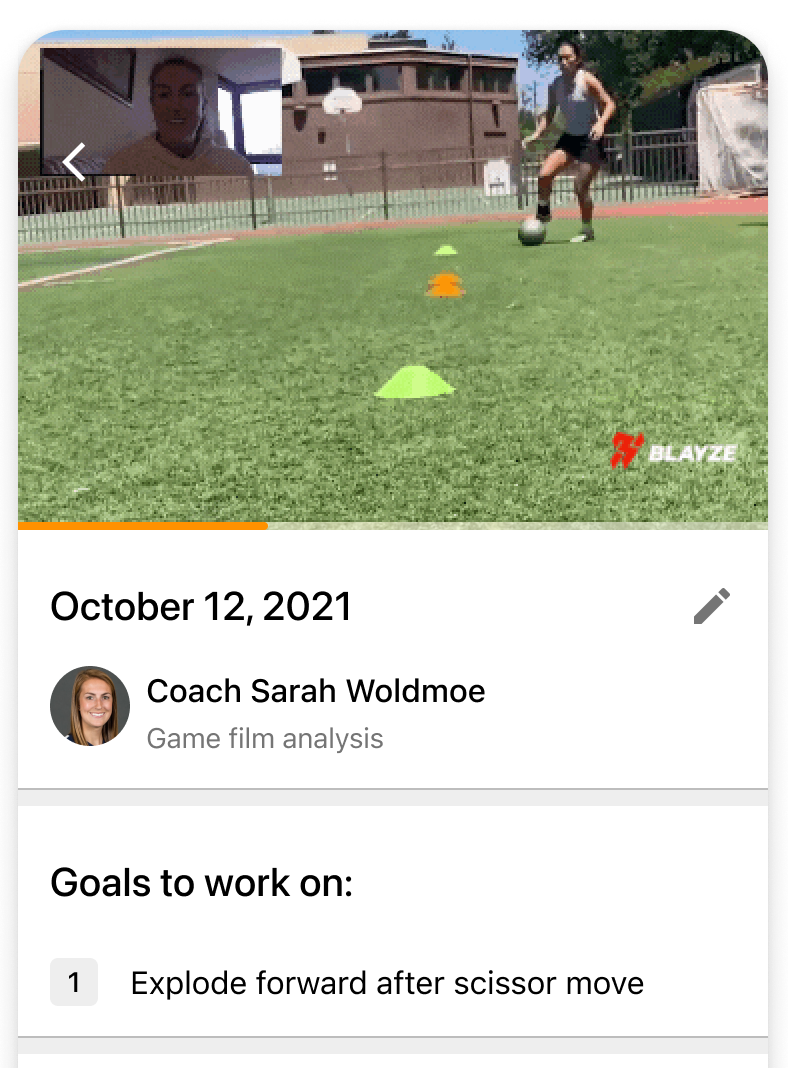 BLAYZE
October 12, 2021
Coach Sarah Woldmoe
Game film analysis
Goals to work on:
1 Explode forward after scissor move